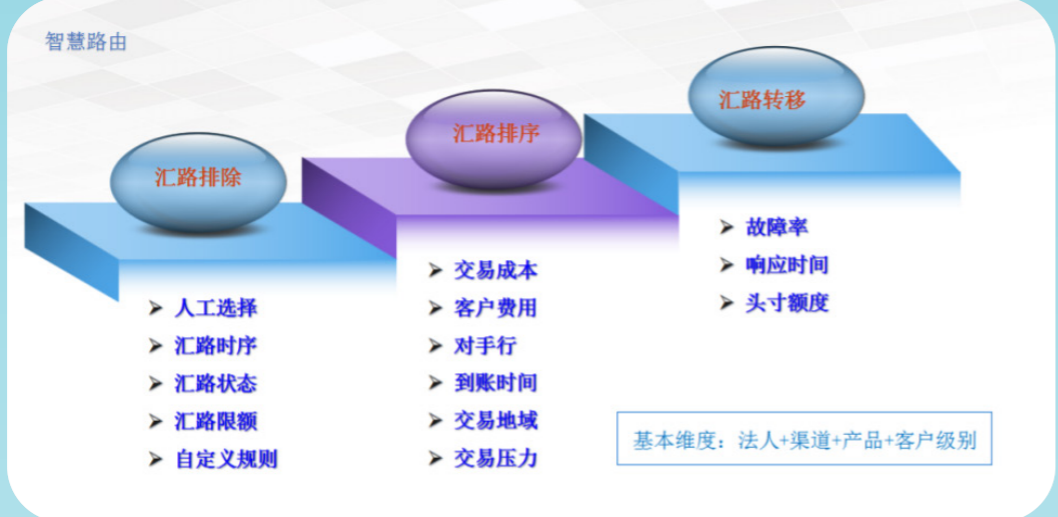 智慧路由
汇路排除
人工选择
汇路时序
汇路状态
汇路限额
自定义规则
汇路排序
交易成本
客户费用
对手行
到账时间
交易地域
交易压力
汇路转移
故障率
响应时间
头寸额度
基本维度：法人+渠道+产品+客户级别